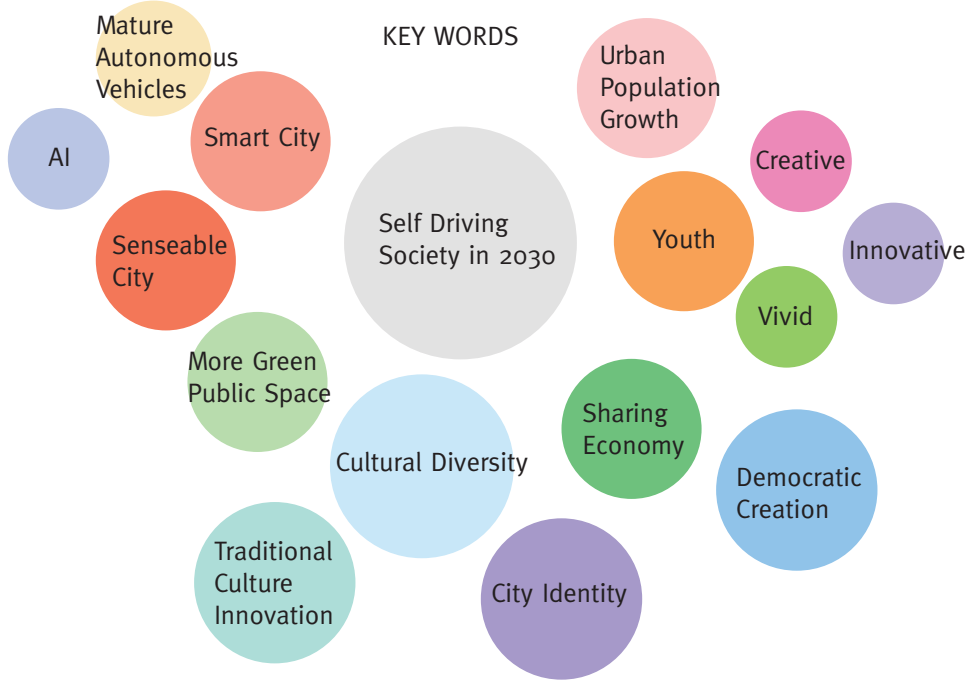 KEY WORDS
Mature
Autonomous
Vehicles
AI
Smart City
Senseable
City
Self Driving
Society in 2030
Urban
Population
Growth
Creative
Youth
Innovative
Vivid
More Green
Public Space
Cultural Diversity
Sharing
Economy
Democratic
Creation
Traditional
Culture
Innovation
City Identity